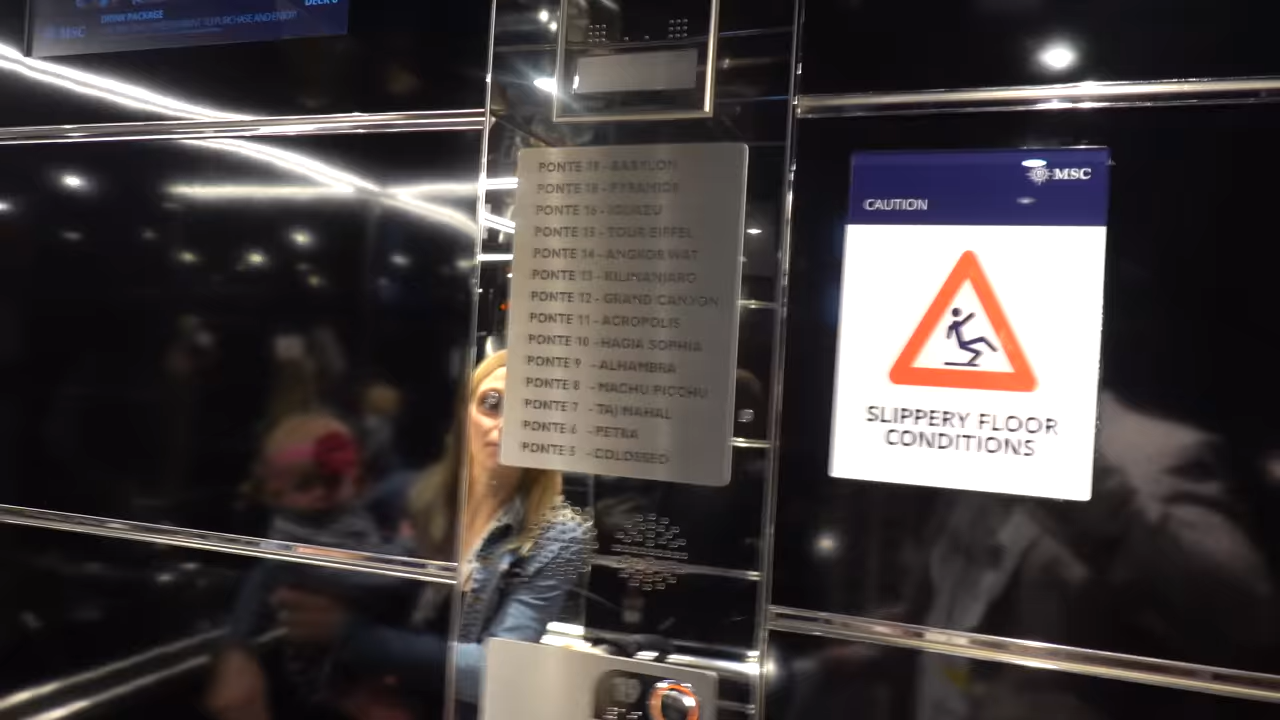 DRINK PACKAGE
MSC
PONTE 19 - BABYLON
PONTE 18 - PYRAMIDS
PONTE 16 - IGUAZU
PONTE 15 - TOUR EIFFEL
PONTE 14 - ANGKOR WAT
PONTE 13 - KILIMANJARO
PONTE 12 - GRAND CANYON
PONTE 11 - ACROPOLIS
PONTE 10 - HAGIA SOPHIA
PONTE 9 - ALHAMBRA
PONTE 8 - MACHU PICCHU
PONTE 7 - TAJ MAHAL
PONTE 6 - PETRA
PONTE 5 - COLOSSEO
MSC
CAUTION
SLIPPERY FLOOR
CONDITIONS